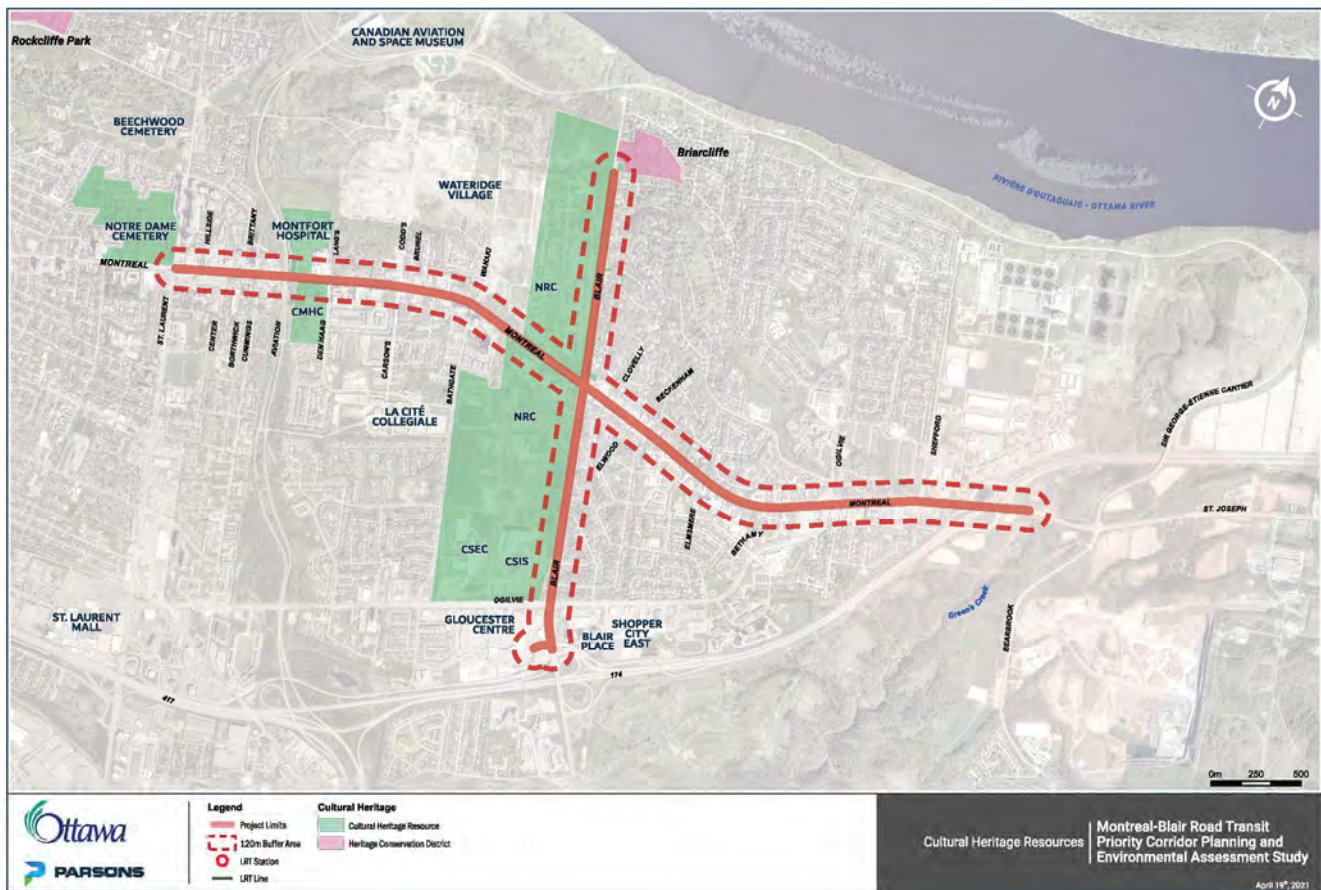 Rockcliffe Park
CANADIAN AVIATION
AND SPACE MUSEUM
BEECHWOOD
CEMETERY
WATERIDGE
VILLAGE
Briarcliffe
N
RIVIÈRE D'OUTAOUAIS - OTTAWA RIVER
NOTRE DAME
CEMETERY
HILLSIDE
BRITTANY
MONTFORT
HOSPITAL
LANG'S
CODD'S
BRUNEL
WANAKI
MONTREAL
NRC
BLAIR
ST. LAURENT
CENTER
BORTHWICK
CUMMINGS
AVIATION
CMHC
DEN HAAG
CARSON'S
BATHGATE
MONTREAL
CLOVELLY
BECKENHAM
LA CITÉ
COLLEGIALE
NRC
ELWOOD
OGILVIE
SHEFFORD
SIR GEORGE-ÉTIENNE CARTIER
ELMSMERE
BETHAMY
MONTREAL
ST. JOSEPH
CSEC
CSIS
BLAIR
OGILVIE
Green's Creek
BEARBROOK
ST. LAURENT
MALL
GLOUCESTER
CENTRE
BLAIR
PLACE
SHOPPER
CITY
EAST
417
174
0m 250 500
Ottawa
PARSONS
Legend
Project Limits
120m Buffer Area
LRT Station
LRT Line
Cultural Heritage
Cultural Heritage Resource
Heritage Conservation District
Cultural Heritage Resources
Montreal-Blair Road Transit
Priority Corridor Planning and
Environmental Assessment Study
April 19th, 2021